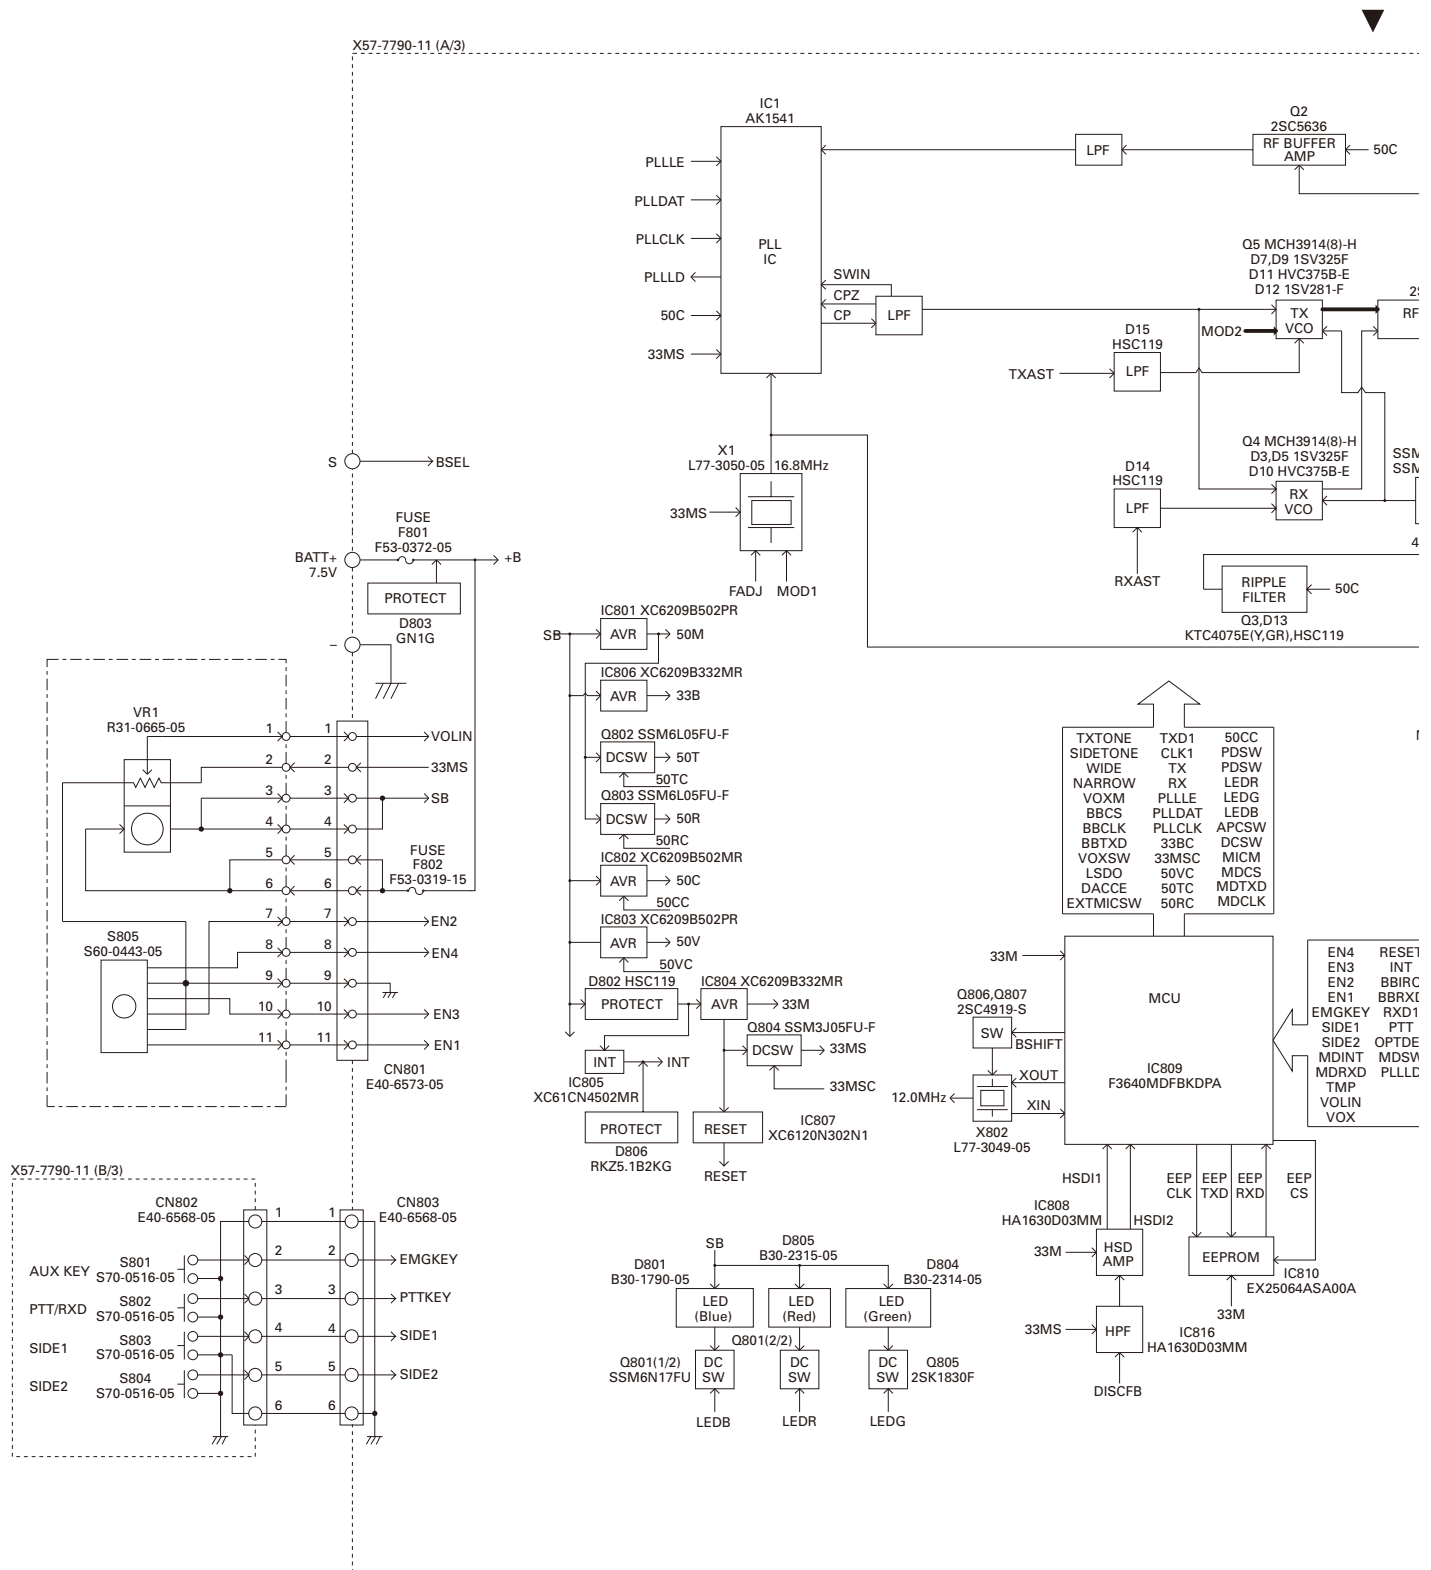 X57-7790-11 (A/3)
IC1
AK1541
PLLLE
PLLDAT
PLLCLK
PLLLD
50C
33MS
PLL
IC
SWIN
CPZ
CP
LPF
LPF
Q2
2SC5636
RF BUFFER
AMP
50C
Q5 MCH3914(8)-H
D7,D9 1SV325F
D11 HVC375B-E
D12 1SV281-F
TX
VCO
MOD2
RF
D15
HSC119
LPF
TXAST
Q4 MCH3914(8)-H
D3,D5 1SV325F
D10 HVC375B-E
RX
VCO
D14
HSC119
LPF
RXAST
RIPPLE
FILTER
50C
Q3,D13
KTC4075E(Y,GR),HSC119
X1
L77-3050-05
16.8MHz
33MS
FADJ
MOD1
S
BSEL
FUSE
F801
F53-0372-05
BATT+
7.5V
+B
PROTECT
D803
GN1G
–
VR1
R31-0665-05
1 1 VOLIN
2 2 33MS
3 3 SB
4 4
5 5
6 6
FUSE
F802
F53-0319-15
7 7 EN2
8 8 EN4
9 9
10 10 EN3
11 11 EN1
S805
S60-0443-05
CN801
E40-6573-05
SB
IC801 XC6209B502PR
AVR
50M
IC806 XC6209B332MR
AVR
33B
Q802 SSM6L05FU-F
DCSW
50T
50TC
Q803 SSM6L05FU-F
DCSW
50R
50RC
IC802 XC6209B502MR
AVR
50C
50CC
IC803 XC6209B502PR
AVR
50V
50VC
D802 HSC119
PROTECT
IC804 XC6209B332MR
AVR
33M
Q804 SSM3J05FU-F
DCSW
33MS
33MSC
INT
INT
IC805
XC61CN4502MR
PROTECT
D806
RKZ5.1B2KG
RESET
IC807
XC6120N302N1
RESET
TXTONE TXD1 50CC
SIDETONE CLK1 PDSW
WIDE TX PDSW
NARROW RX LEDR
VOXM PLLLE LEDG
BBCS PLLDAT LEDB
BBCLK PLLCLK APCSW
BBTXD 33BC DCSW
VOXSW 33MSC MICM
LSDO 50VC MDCS
DACCE 50TC MDTXD
EXTMICSW 50RC MDCLK
33M
MCU
IC809
F3640MDFBKDPA
Q806,Q807
2SC4919-S
SW
BSHIFT
XOUT
XIN
12.0MHz
X802
L77-3049-05
EN4 RESET
EN3 INT
EN2
EN1
EMGKEY RXD1
SIDE1 PTT
SIDE2
MDINT MDSW
MDRXD PLLLD
TMP
VOLIN
VOX
HSDI1
HSDI2
EEP
CLK
EEP
TXD
EEP
RXD
EEP
CS
IC808
HA1630D03MM
HSD
AMP
33M
EEPROM
IC810
EX25064ASA00A
33M
33MS
HPF
IC816
HA1630D03MM
DISCFB
X57-7790-11 (B/3)
CN802
E40-6568-05
CN803
E40-6568-05
1 1
AUX KEY
S801
S70-0516-05
2 2 EMGKEY
PTT/RXD
S802
S70-0516-05
3 3 PTTKEY
SIDE1
S803
S70-0516-05
4 4 SIDE1
SIDE2
S804
S70-0516-05
5 5 SIDE2
6 6
SB
D801
B30-1790-05
D805
B30-2315-05
D804
B30-2314-05
LED
(Blue)
LED
(Red)
LED
(Green)
Q801(1/2)
SSM6N17FU
DC
SW
Q801(2/2)
DC
SW
DC
SW
Q805
2SK1830F
LEDB
LEDR
LEDG